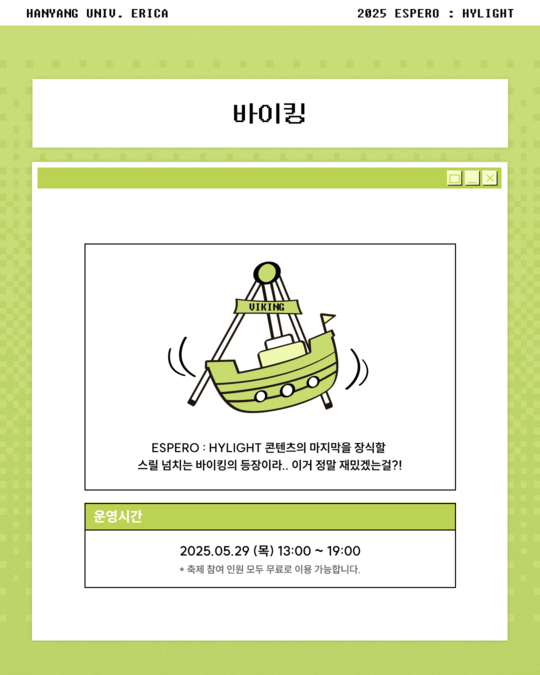 HANYANG UNIV. ERICA
2025 ESPERO : HYLIGHT
바이킹
VIKING
ESPERO : HYLIGHT 콘텐츠의 마지막을 장식할
스릴 넘치는 바이킹의 등장이라.. 이거 정말 재밌겠는걸?!
운영시간
2025.05.29 (목) 13:00 ~ 19:00
* 축제 참여 인원 모두 무료로 이용 가능합니다.